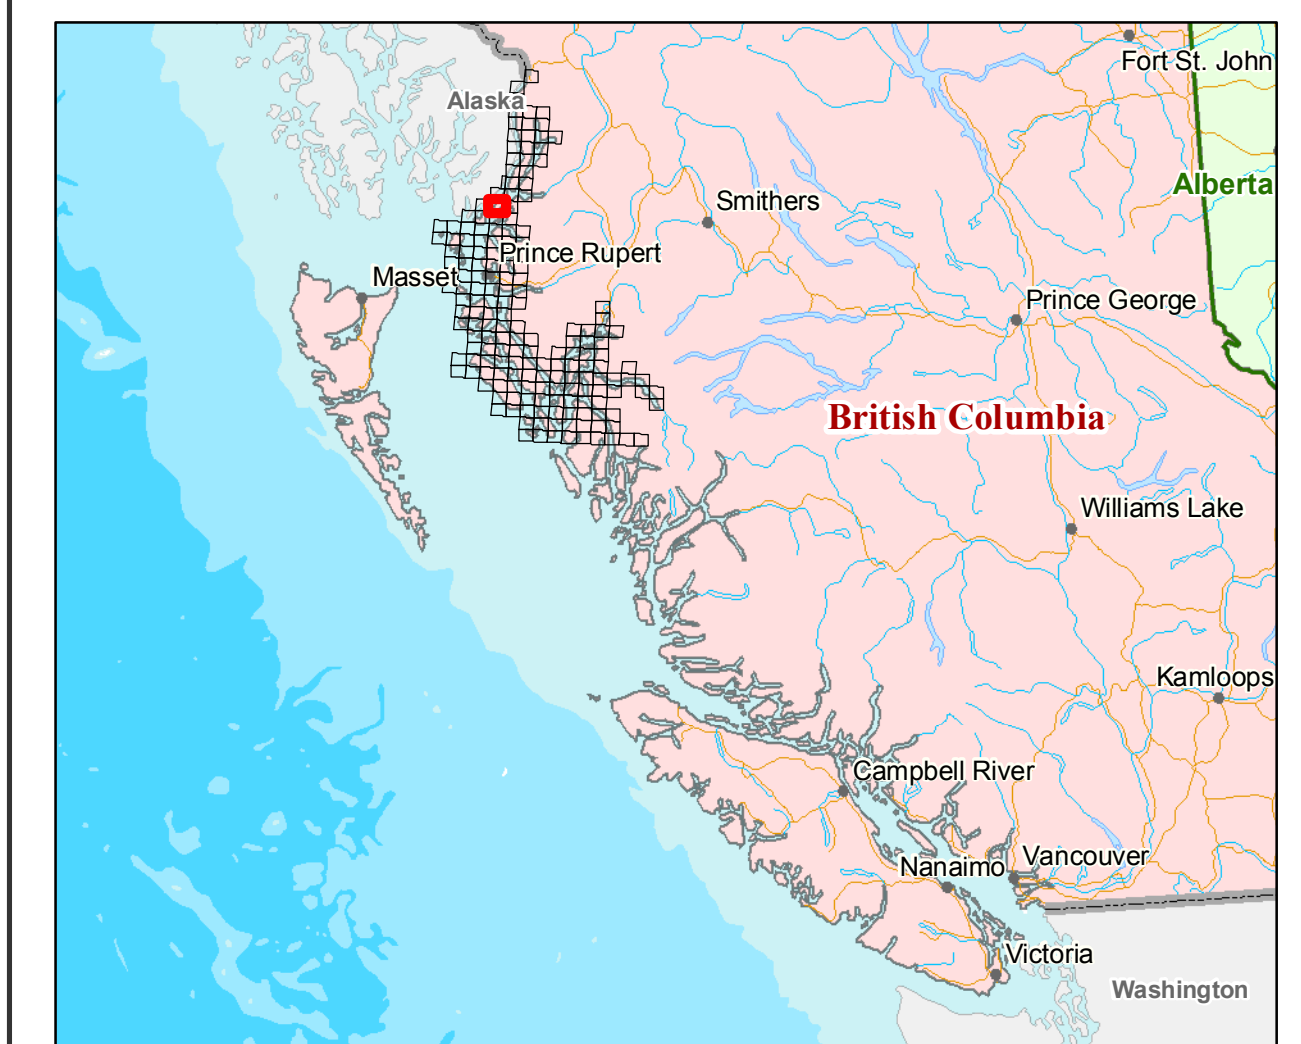 Fort St. John
Alaska
Alberta
Smithers
Prince Rupert
Masset
Prince George
British Columbia
Williams Lake
Kamloops
Campbell River
Vancouver
Nanaimo
Victoria
Washington